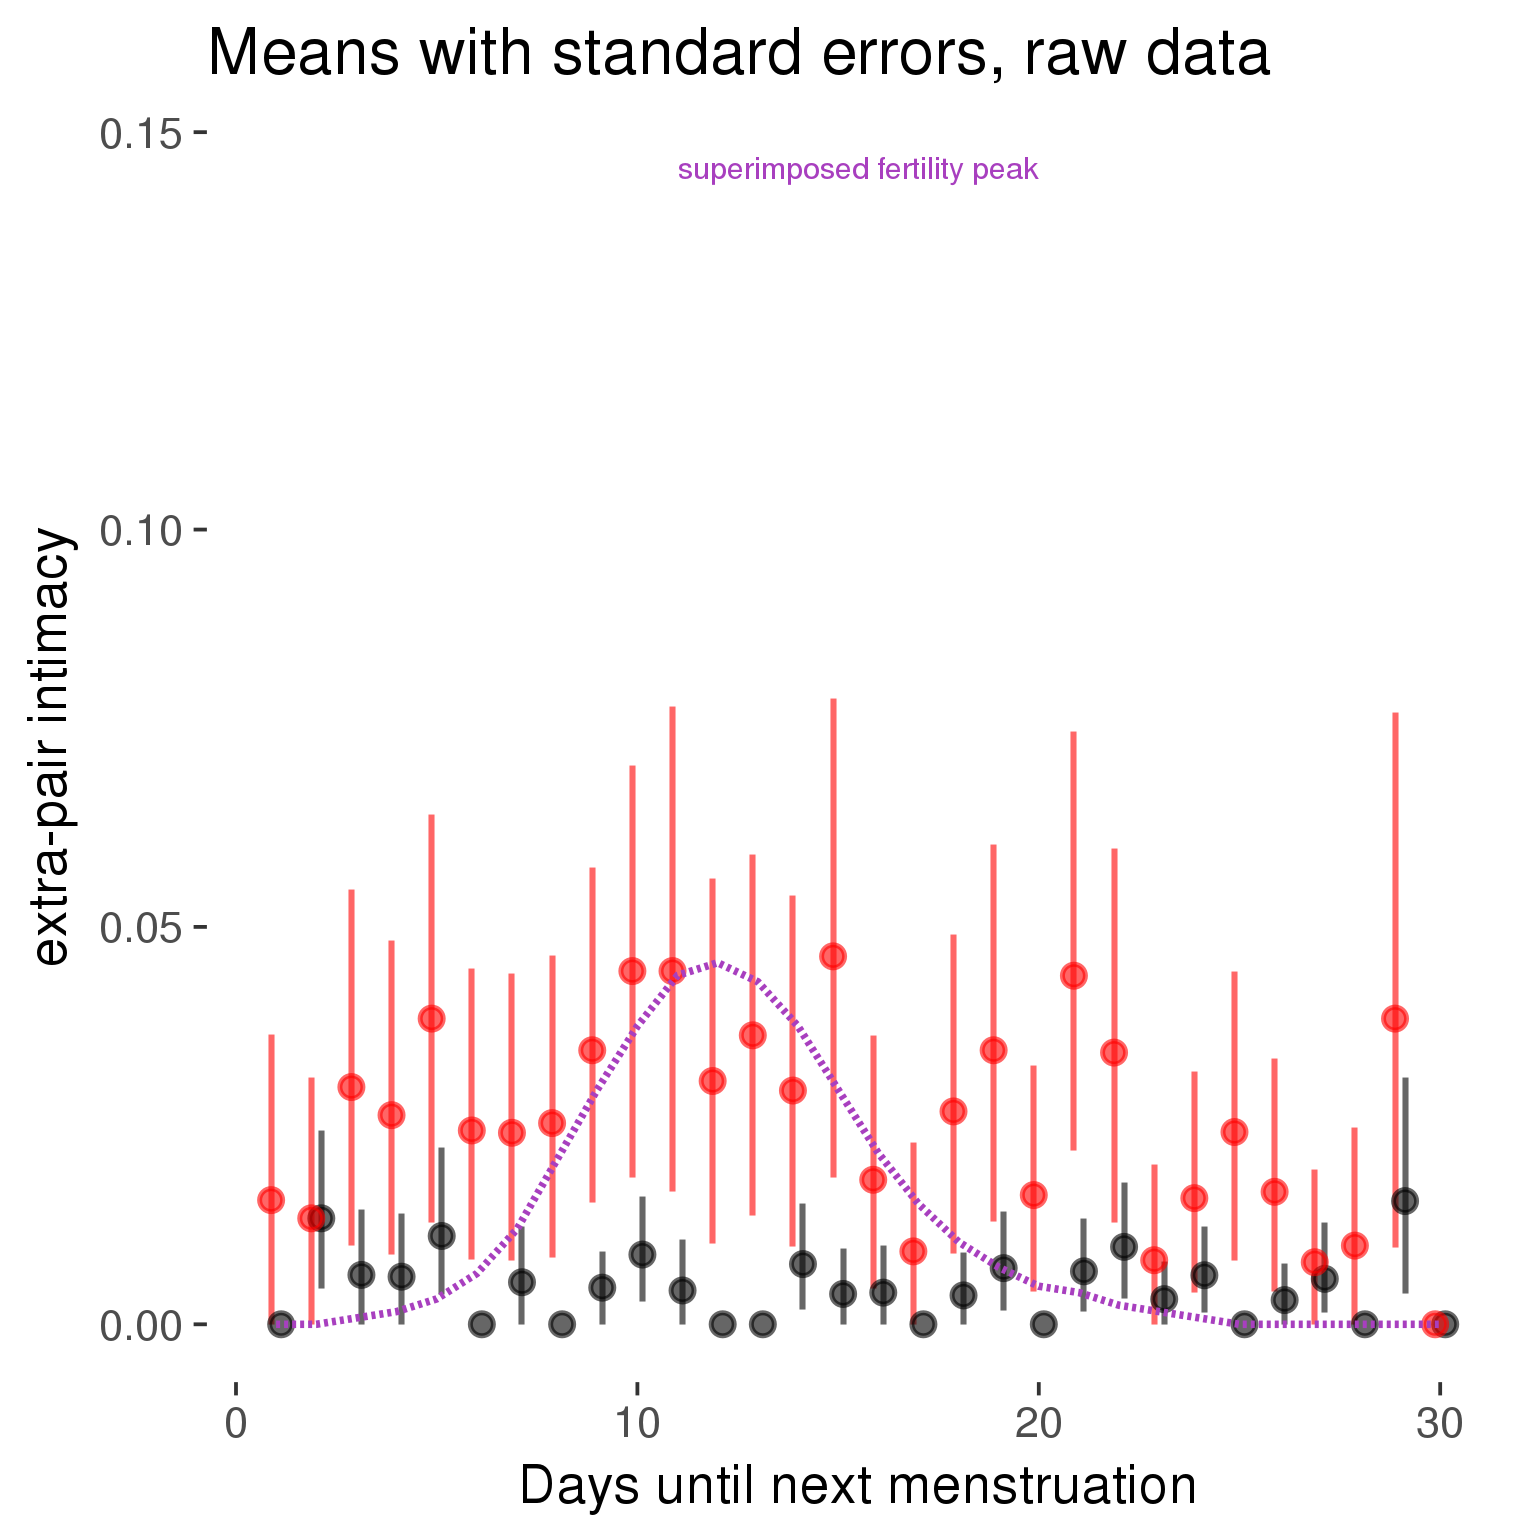 Means with standard errors, raw data
0.15
superimposed fertility peak
0.10
extra-pair intimacy
0.05
0.00
0 10 20 30
Days until next menstruation